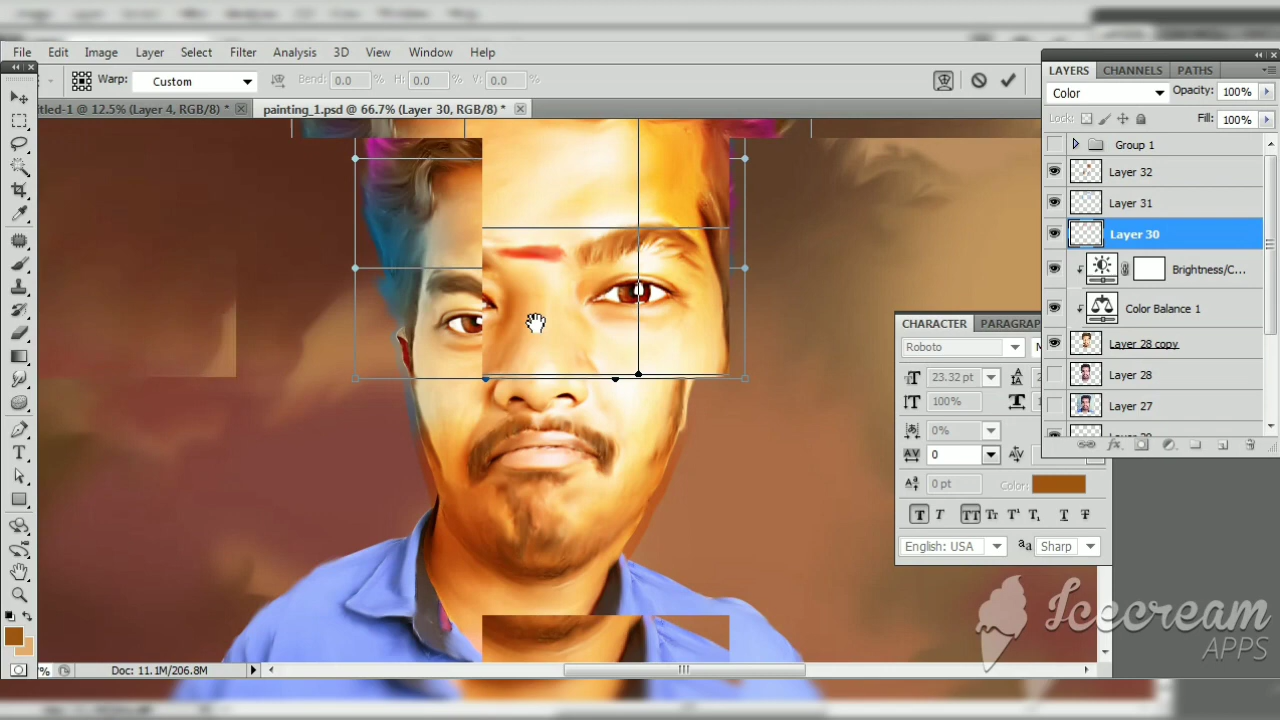 File Edit Image Layer Select Filter Analysis 3D View Window Help
Warp: Custom Bend: 0.0 % H: 0.0 % V: 0.0 %
tled-1 @ 12.5% (Layer 4, RGB/8) * painting_1.psd @ 66.7% (Layer 30, RGB/8) *
LAYERS CHANNELS PATHS
Color Opacity: 100%
Lock: Fill: 100%
Group 1
Layer 32
Layer 31
Layer 30
Brightness/C...
Color Balance 1
Layer 28 copy
Layer 28
Layer 27
CHARACTER PARAGRAP
Roboto
23.32 pt
100%
0%
0
0 pt Color:
T T TT Tr T¹ T₁ T T
English: USA aa Sharp
% Doc: 11.1M/206.8M
Icecream
APPS